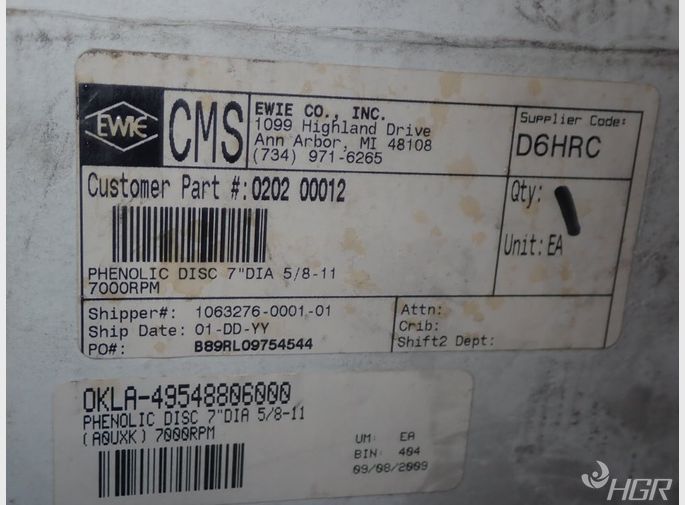 EWIE
CMS
EWIE CO., INC.
1099 Highland Drive
Ann Arbor, MI 48108
(734) 971-6265
Supplier Code:
D6HRC
Customer Part #:0202 00012
Qty:
Unit:EA
PHENOLIC DISC 7"DIA 5/8-11
7000RPM
Shipper#: 1063276-0001-01
Ship Date: 01-DD-YY
PO#: B89RL09754544
Attn:
Crib:
Shift2 Dept:
OKLA-49548806000
PHENOLIC DISC 7"DIA 5/8-11
(A0UXK) 7000RPM
UM: EA
BIN: 404
09/08/2009
HGR